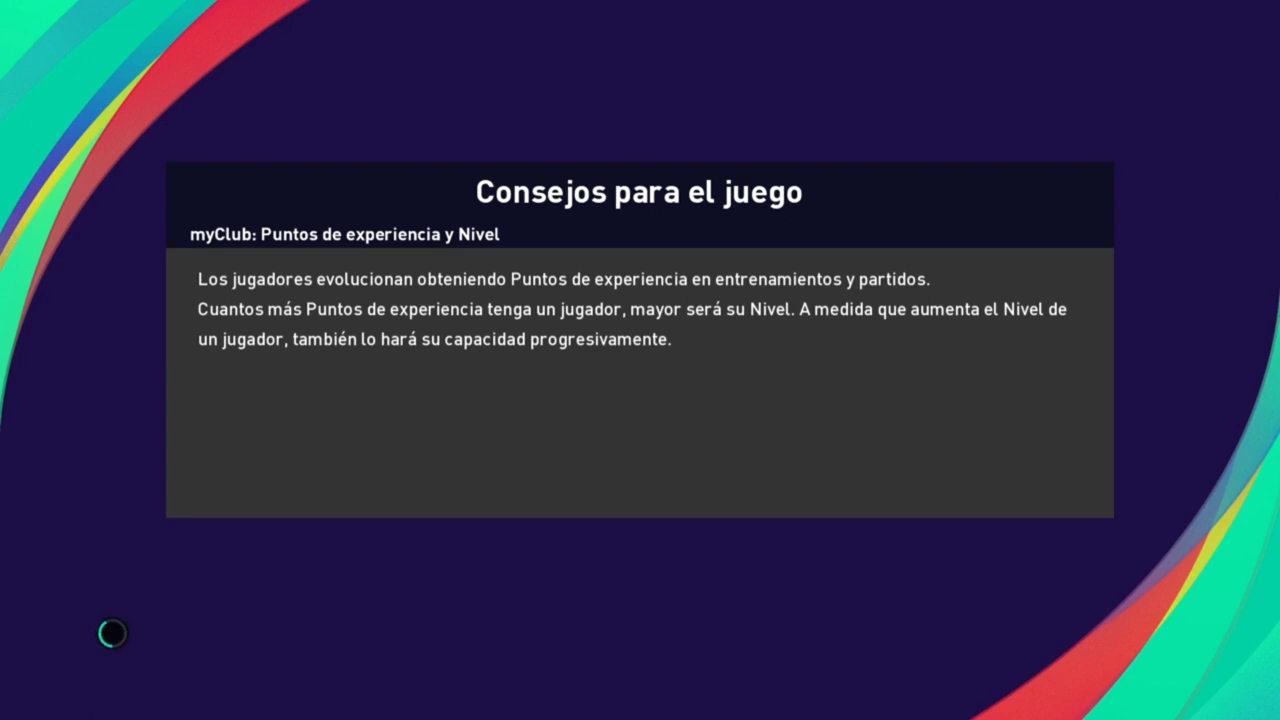 Consejos para el juego
myClub: Puntos de experiencia y Nivel
Los jugadores evolucionan obteniendo Puntos de experiencia en entrenamientos y partidos.
Cuantos más Puntos de experiencia tenga un jugador, mayor será su Nivel. A medida que aumenta el Nivel de
un jugador, también lo hará su capacidad progresivamente.